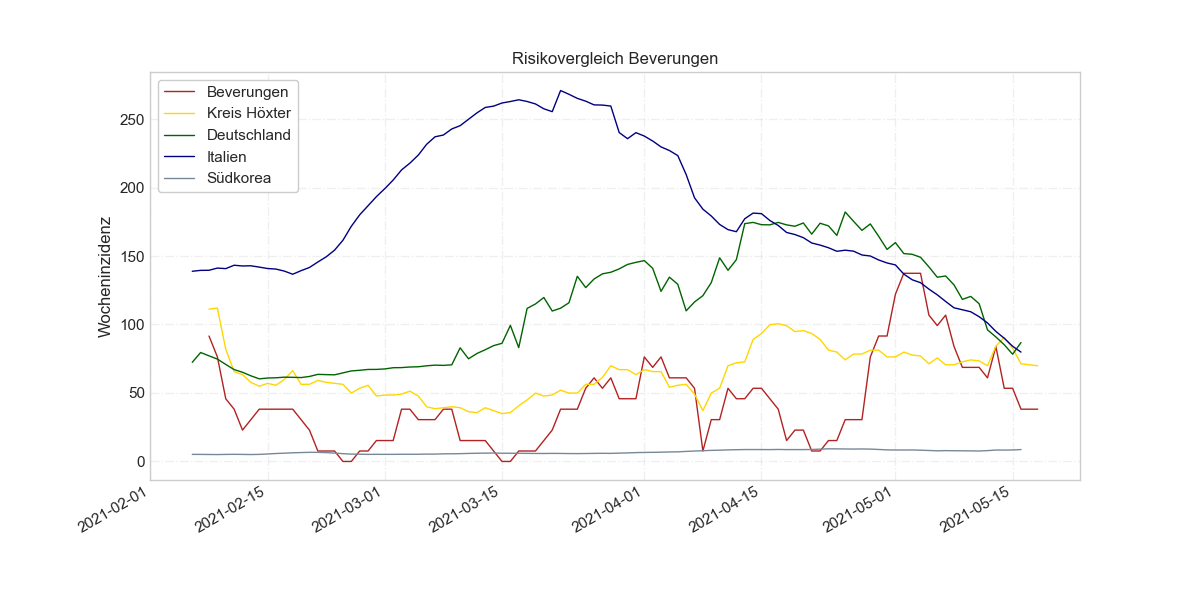 Risikovergleich Beverungen
Beverungen
Kreis Höxter
Deutschland
Italien
Südkorea
Wocheninzidenz
250
200
150
100
50
0
2021-02-01
2021-02-15
2021-03-01
2021-03-15
2021-04-01
2021-04-15
2021-05-01
2021-05-15